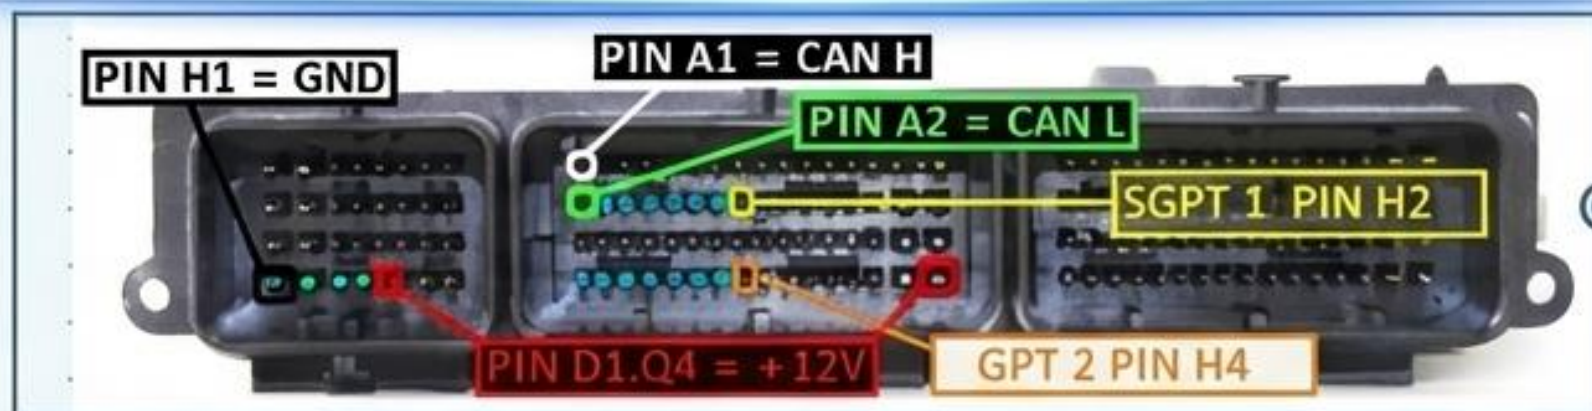 PIN H1 = GND
PIN A1 = CAN H
PIN A2 = CAN L
SGPT 1 PIN H2
PIN D1.Q4 = +12V
GPT 2 PIN H4